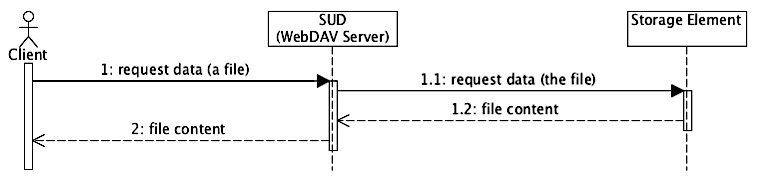 SUD
(WebDAV Server)
Storage Element
Client
1: request data (a file)
1.1: request data (the file)
1.2: file content
2: file content